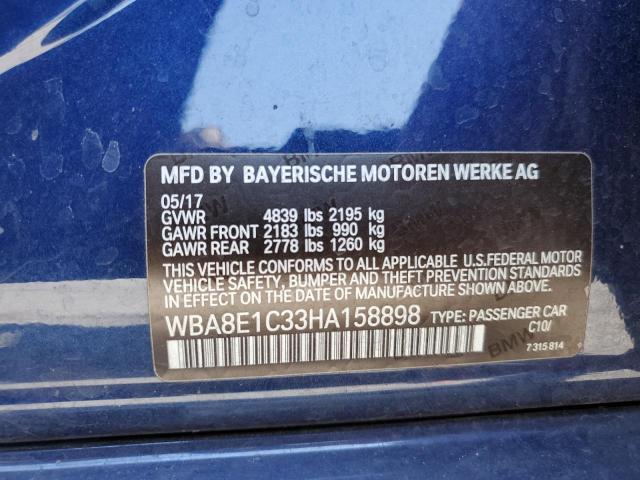 MFD BY BAYERISCHE MOTOREN WERKE AG
05/17
GVWR 4839 lbs 2195 kg
GAWR FRONT 2183 lbs 990 kg
GAWR REAR 2778 lbs 1260 kg
THIS VEHICLE CONFORMS TO ALL APPLICABLE U.S.FEDERAL MOTOR
VEHICLE SAFETY, BUMPER AND THEFT PREVENTION STANDARDS
IN EFFECT ON THE DATE OF MANUFACTURE SHOWN ABOVE.
WBA8E1C33HA158898 TYPE: PASSENGER CAR
C10/
7315814